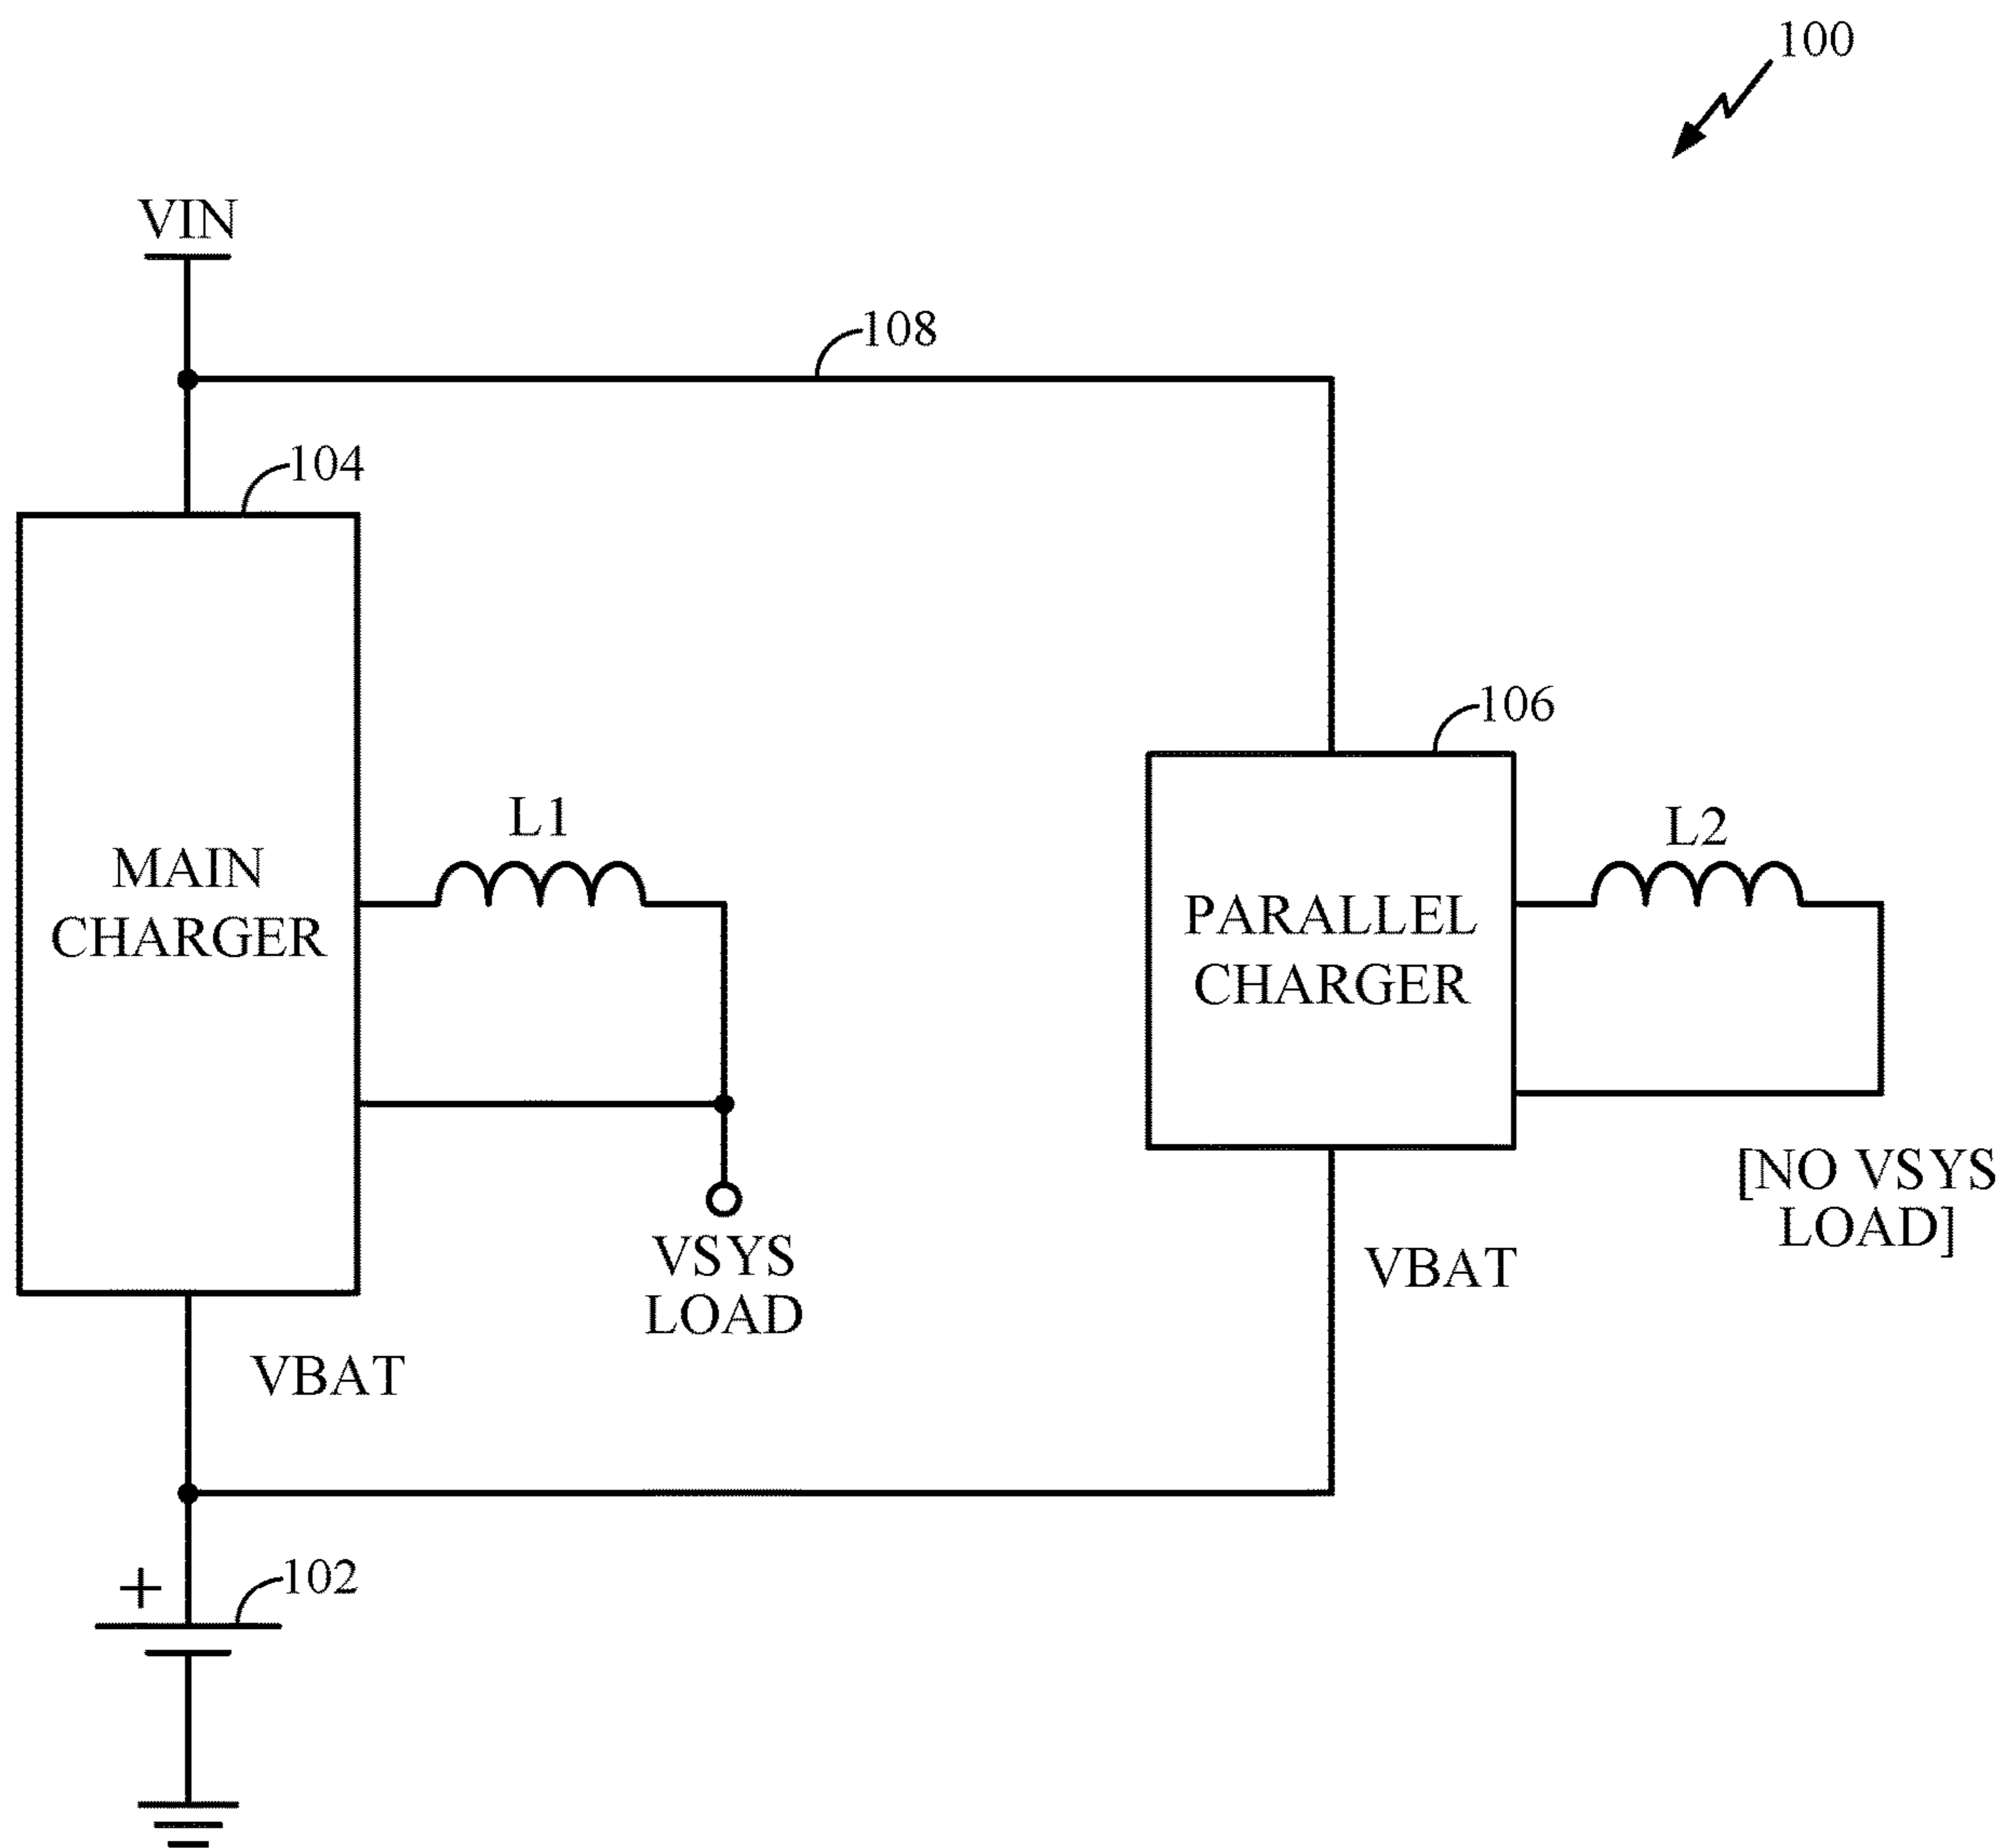 100
VIN
108
104
106
L1
L2
MAIN
CHARGER
PARALLEL
CHARGER
[NO VSYS
LOAD]
VSYS
LOAD
VBAT
VBAT
+
102